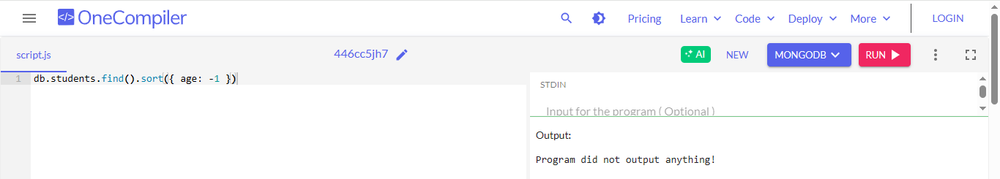 </> OneCompiler Pricing Learn Code Deploy More LOGIN
script.js 446cc5jh7 AI NEW MONGODB RUN
1 db.students.find().sort({ age: -1 })
STDIN
Input for the program ( Optional )
Output:
Program did not output anything!